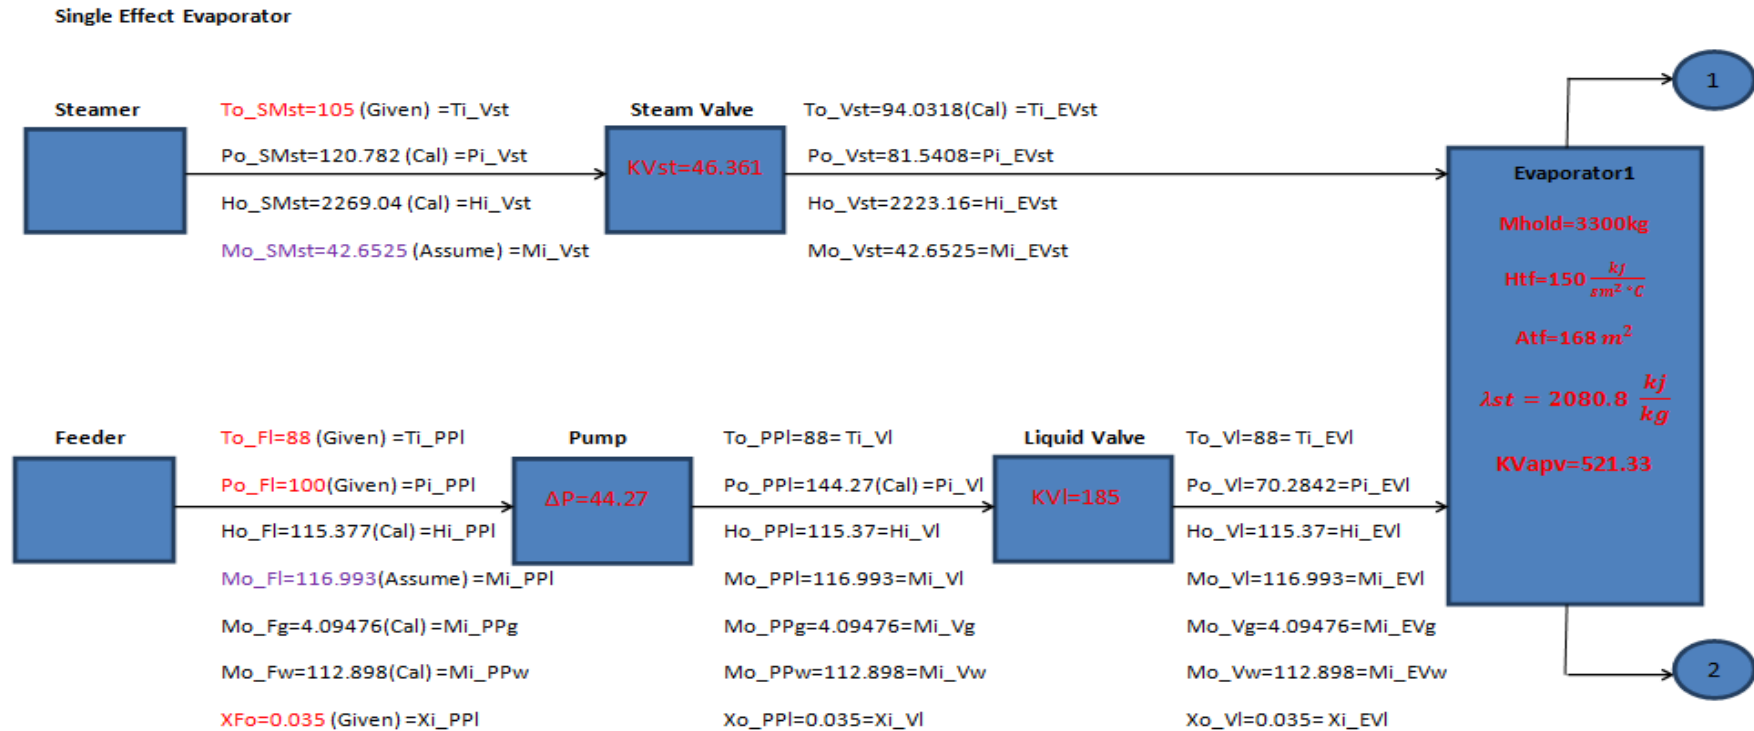 Single Effect Evaporator
Steamer
To_SMst=105 (Given) =Ti_Vst
Po_SMst=120.782 (Cal) =Pi_Vst
Ho_SMst=2269.04 (Cal) =Hi_Vst
Mo_SMst=42.6525 (Assume) =Mi_Vst
Steam Valve
KVst=46.361
To_Vst=94.0318(Cal) =Ti_EVst
Po_Vst=81.5408=Pi_EVst
Ho_Vst=2223.16=Hi_EVst
Mo_Vst=42.6525=Mi_EVst
1
Evaporator1
Mhold=3300kg
Htf=150 kj/sm² °C
Atf=168 m²
λst = 2080.8 kj/kg
KVapv=521.33
Feeder
To_Fl=88 (Given) =Ti_PPl
Po_Fl=100(Given) =Pi_PPl
Ho_Fl=115.377(Cal) =Hi_PPl
Mo_Fl=116.993(Assume) =Mi_PPl
Mo_Fg=4.09476(Cal) =Mi_PPg
Mo_Fw=112.898(Cal) =Mi_PPw
XFo=0.035 (Given) =Xi_PPl
Pump
ΔP=44.27
To_PPl=88= Ti_Vl
Po_PPl=144.27(Cal) =Pi_Vl
Ho_PPl=115.37=Hi_Vl
Mo_PPl=116.993=Mi_Vl
Mo_PPg=4.09476=Mi_Vg
Mo_PPw=112.898=Mi_Vw
Xo_PPl=0.035=Xi_Vl
Liquid Valve
KVl=185
To_Vl=88= Ti_EVl
Po_Vl=70.2842=Pi_EVl
Ho_Vl=115.37=Hi_EVl
Mo_Vl=116.993=Mi_EVl
Mo_Vg=4.09476=Mi_EVg
Mo_Vw=112.898=Mi_EVw
Xo_Vl=0.035= Xi_EVl
2